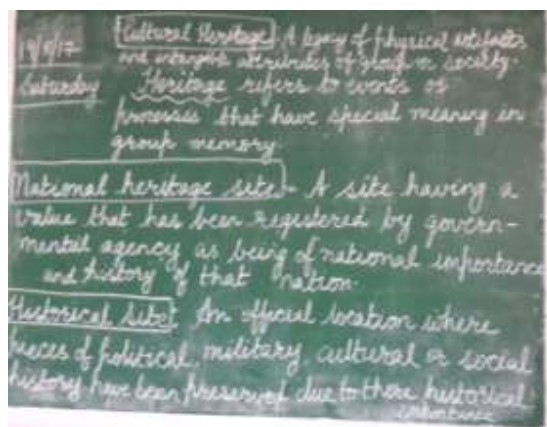 Cultural Heritage - A legacy of physical artefacts
19/8/17 and intangible attributes of group or society.
Saturday Heritage refers to events or
processes that have special meaning in
group memory.
National heritage site - A site having a
value that has been registered by govern-
mental agency as being of national importance
and history of that nation.
Historical Site: An official location where
pieces of political, military, cultural or social
history have been preserved due to there historical
importance